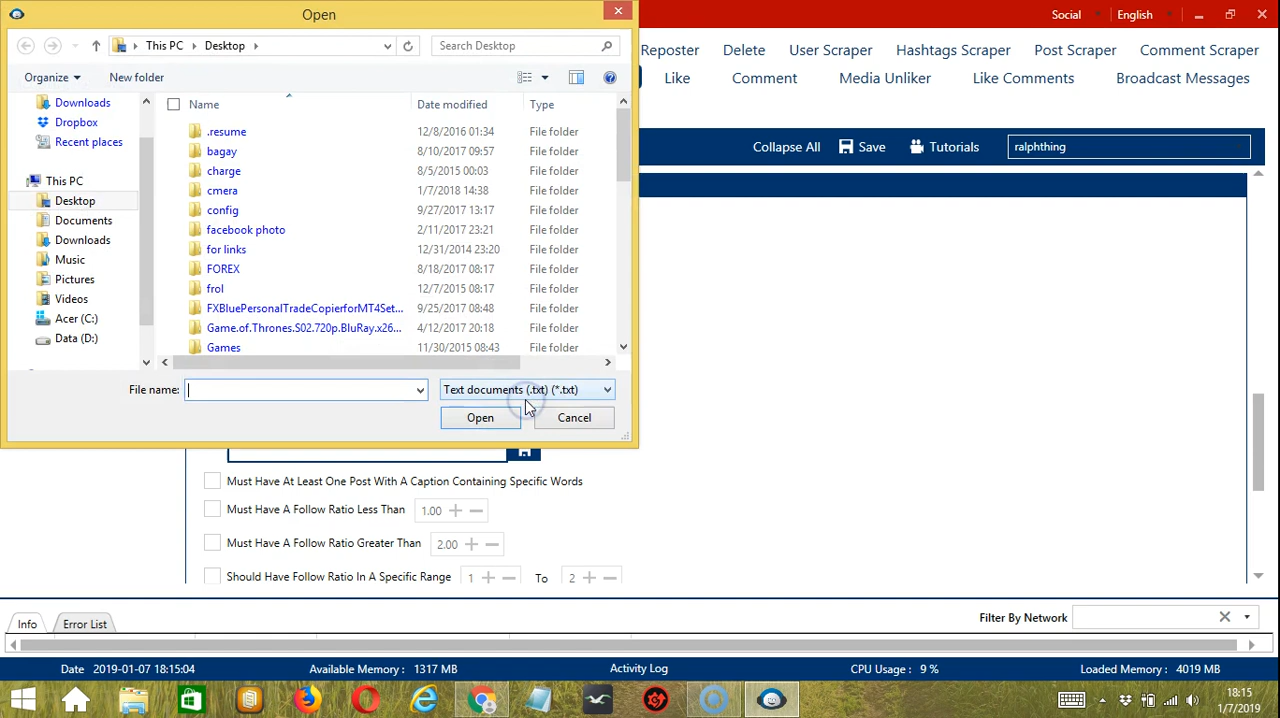 Open
Social English
This PC Desktop Search Desktop
Reposter Delete User Scraper Hashtags Scraper Post Scraper Comment Scraper
Organize New folder
Like Comment Media Unliker Like Comments Broadcast Messages
Downloads Name Date modified Type
Dropbox
.resume 12/8/2016 01:34 File folder
Recent places
bagay 8/10/2017 09:57 File folder
Collapse All Save Tutorials ralphthing
charge 8/5/2015 00:03 File folder
This PC
cmera 1/7/2018 14:38 File folder
Desktop
config 9/27/2017 13:17 File folder
Documents
facebook photo 2/11/2017 23:21 File folder
Downloads
for links 12/31/2014 23:20 File folder
Music
FOREX 8/18/2017 08:17 File folder
Pictures
frol 12/7/2015 08:17 File folder
Videos
FXBluePersonalTradeCopierforMT4Set... 9/25/2017 08:48 File folder
Acer (C:)
Game.of.Thrones.S02.720p.BluRay.x26... 4/12/2017 20:18 File folder
Data (D:)
Games 11/30/2015 08:43 File folder
File name: Text documents (.txt) (*.txt)
Open Cancel
Must Have At Least One Post With A Caption Containing Specific Words
Must Have A Follow Ratio Less Than 1.00
Must Have A Follow Ratio Greater Than 2.00
Should Have Follow Ratio In A Specific Range 1 To 2
Info Error List Filter By Network
Date 2019-01-07 18:15:04 Available Memory : 1317 MB Activity Log CPU Usage : 9 % Loaded Memory : 4019 MB
18:15
1/7/2019